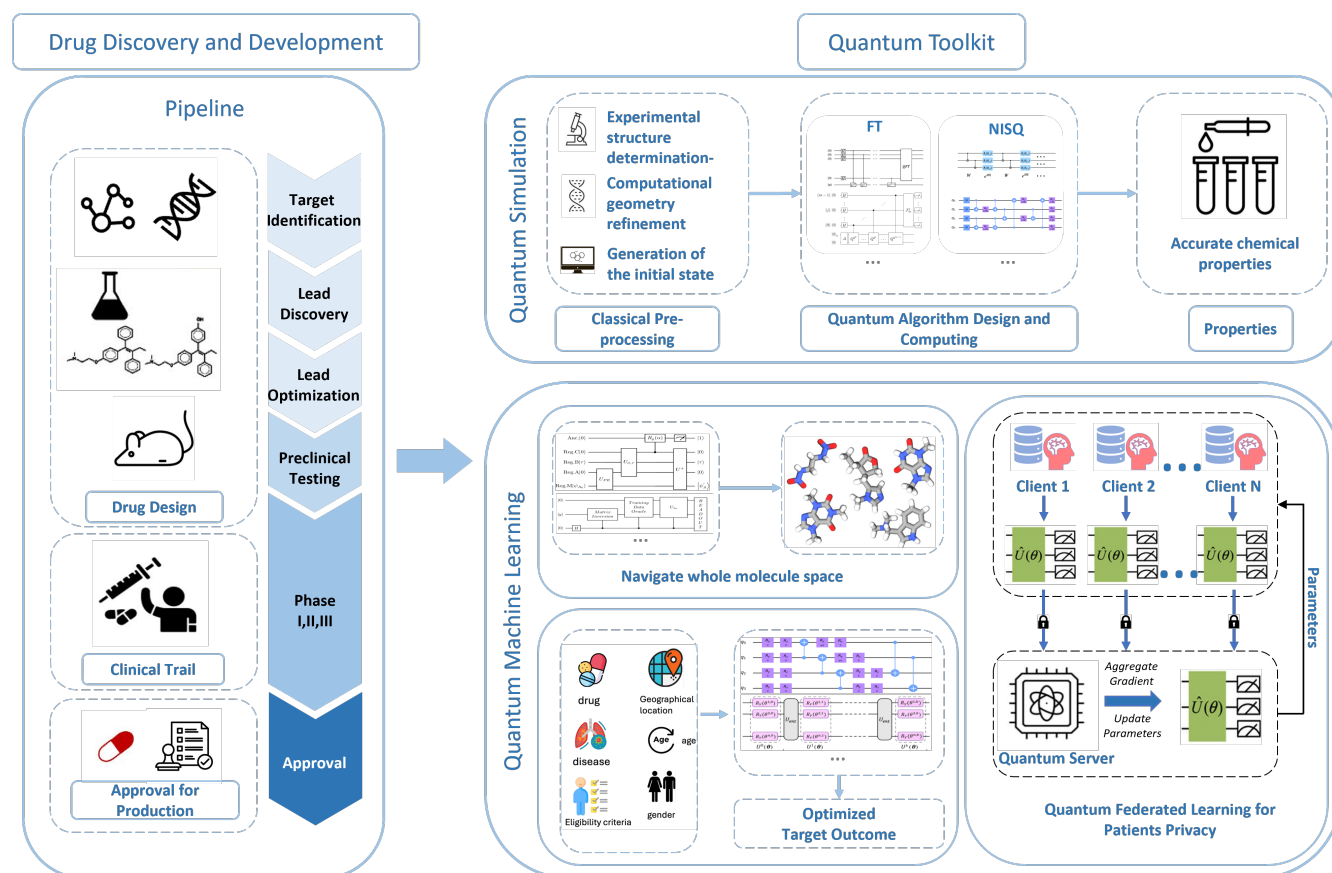 Drug Discovery and Development
Quantum Toolkit
Pipeline
Target
Identification
Lead
Discovery
Lead
Optimization
Preclinical
Testing
Drug Design
Phase
I,II,III
Clinical Trail
Approval
Approval for
Production
Quantum Simulation
Experimental
structure
determination-
Computational
geometry
refinement
Generation of
the initial state
Classical Pre-
processing
FT
NISQ
...
...
Quantum Algorithm Design and
Computing
Accurate chemical
properties
Properties
Quantum Machine Learning
...
Navigate whole molecule space
drug
Geographical
location
disease
Age
age
Eligibility criteria
gender
...
Optimized
Target Outcome
Client 1
Client 2
Client N
Û(θ)
Û(θ)
Û(θ)
Parameters
Aggregate
Gradient
Update
Parameters
Û(θ)
Quantum Server
Quantum Federated Learning for
Patients Privacy